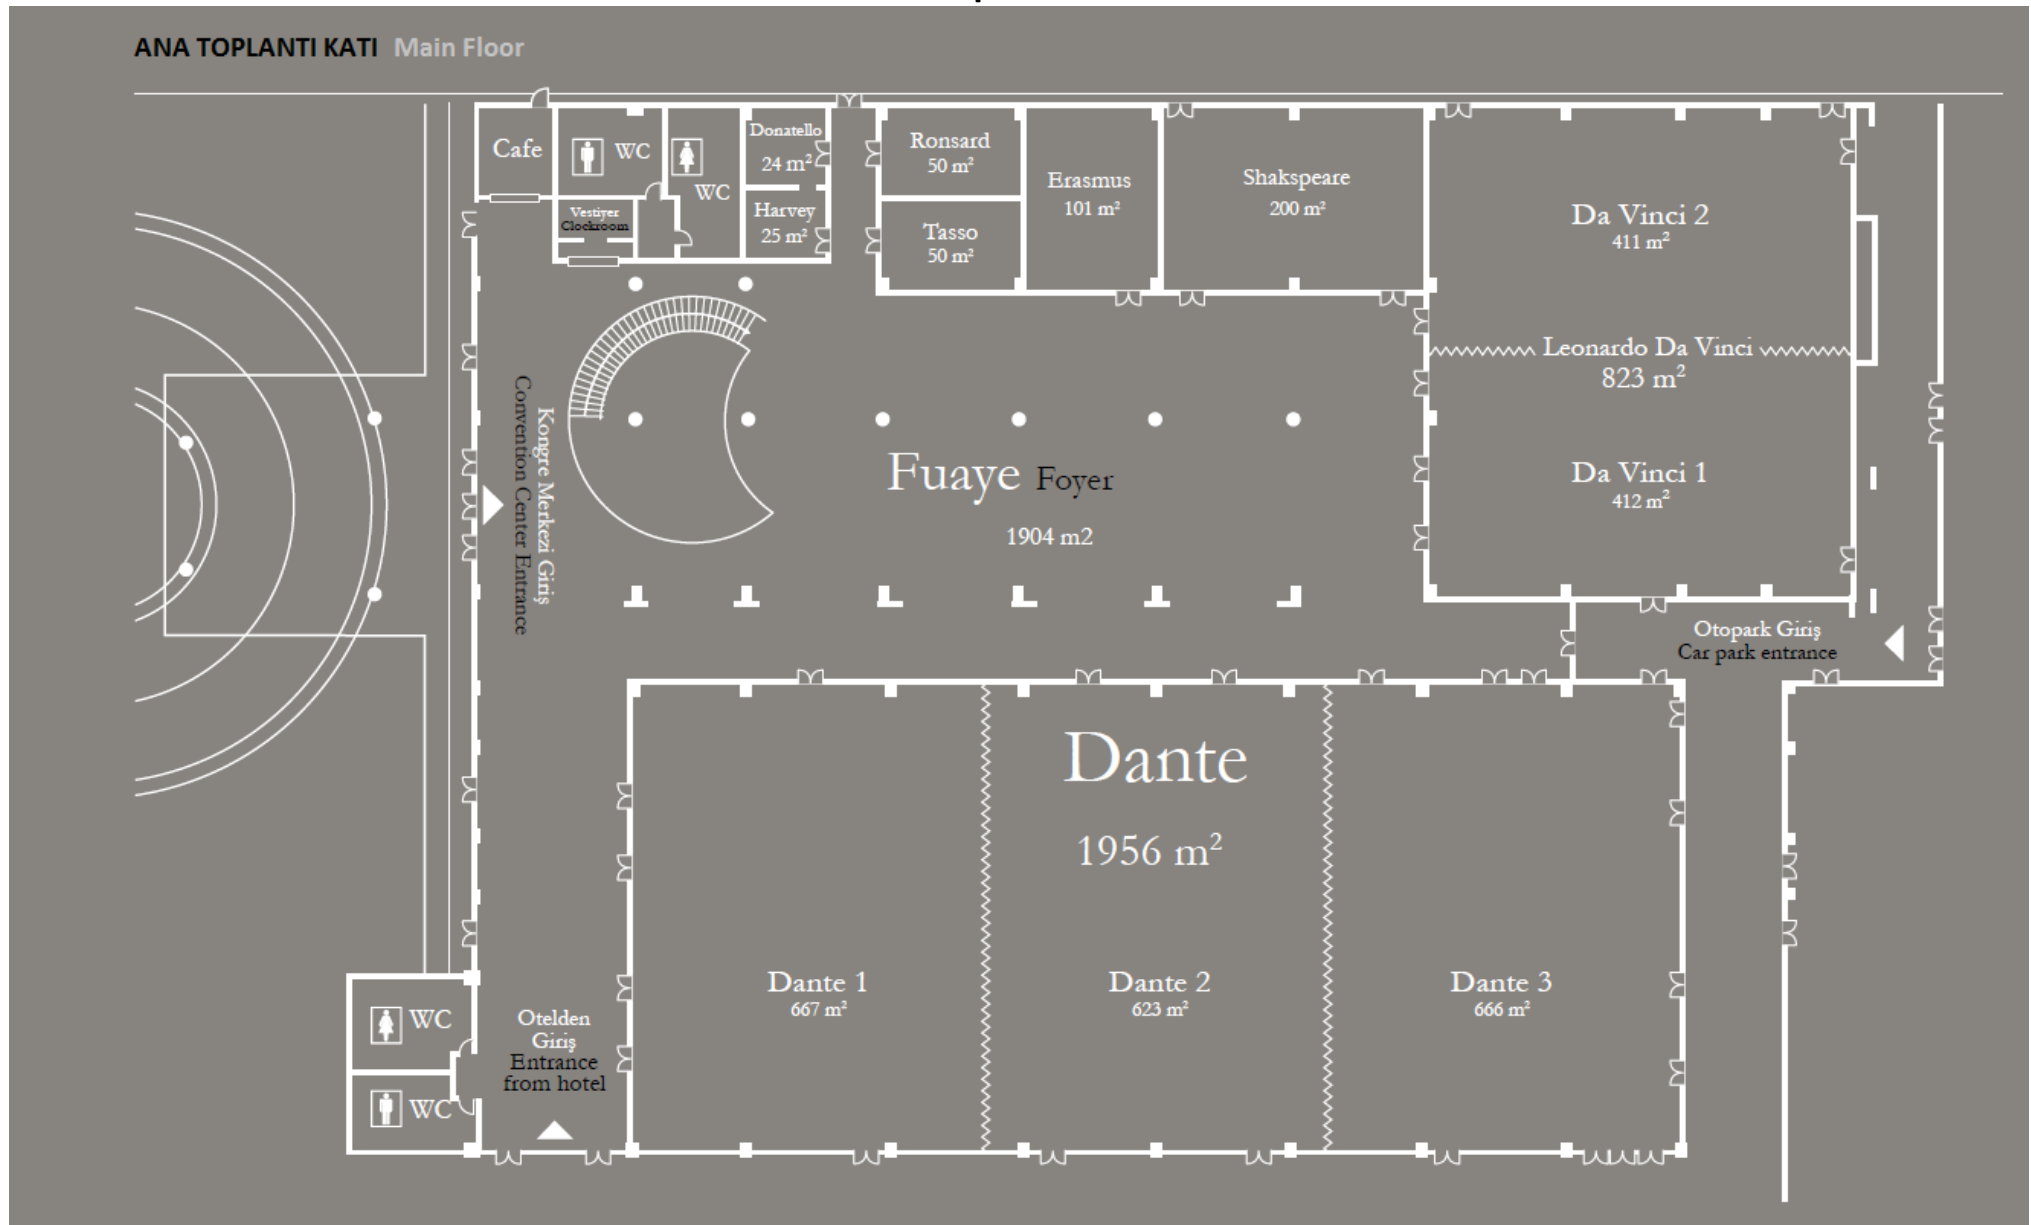 ANA TOPLANTI KATI Main Floor
Cafe
WC
WC
Vestiyer
Clockroom
Donatello
24 m²
Harvey
25 m²
Ronsard
50 m²
Tasso
50 m²
Erasmus
101 m²
Shakspeare
200 m²
Da Vinci 2
411 m²
Leonardo Da Vinci
823 m²
Da Vinci 1
412 m²
Kongre Merkezi Giriş
Convention Center Entrance
Fuaye Foyer
1904 m2
Otopark Giriş
Car park entrance
Dante
1956 m²
Dante 1
667 m²
Dante 2
623 m²
Dante 3
666 m²
WC
WC
Otelden
Giriş
Entrance
from hotel